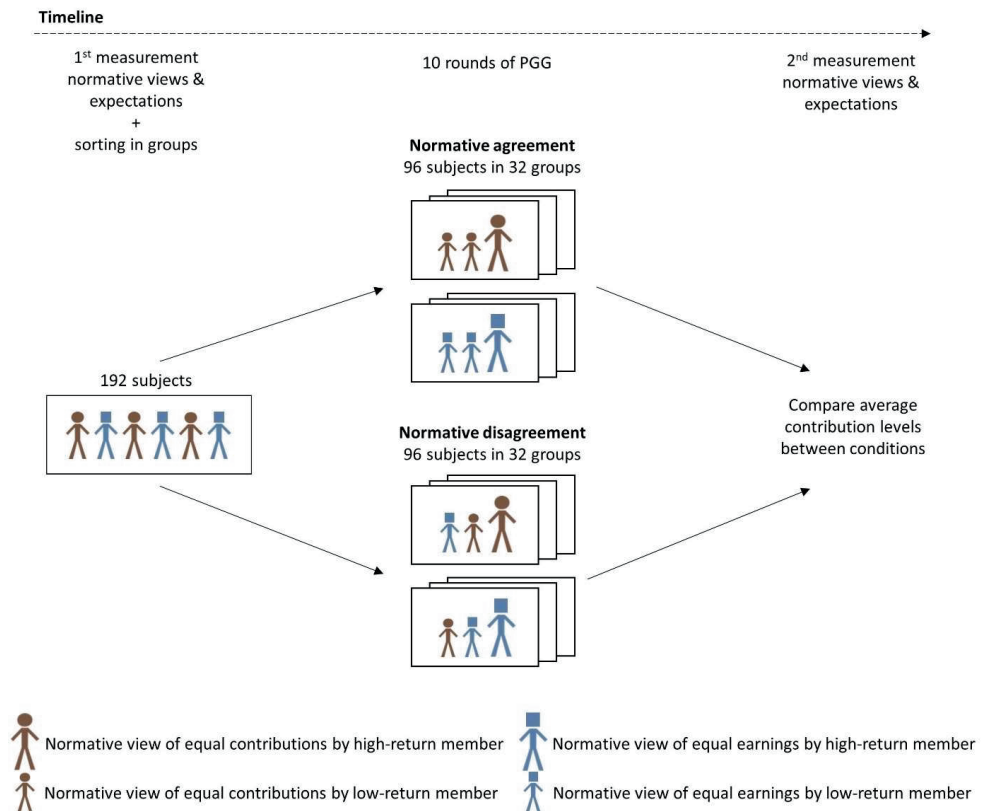 Timeline
1st measurement
normative views &
expectations
+
sorting in groups
10 rounds of PGG
2nd measurement
normative views &
expectations
Normative agreement
96 subjects in 32 groups
192 subjects
Normative disagreement
96 subjects in 32 groups
Compare average
contribution levels
between conditions
Normative view of equal contributions by high-return member
Normative view of equal earnings by high-return member
Normative view of equal contributions by low-return member
Normative view of equal earnings by low-return member